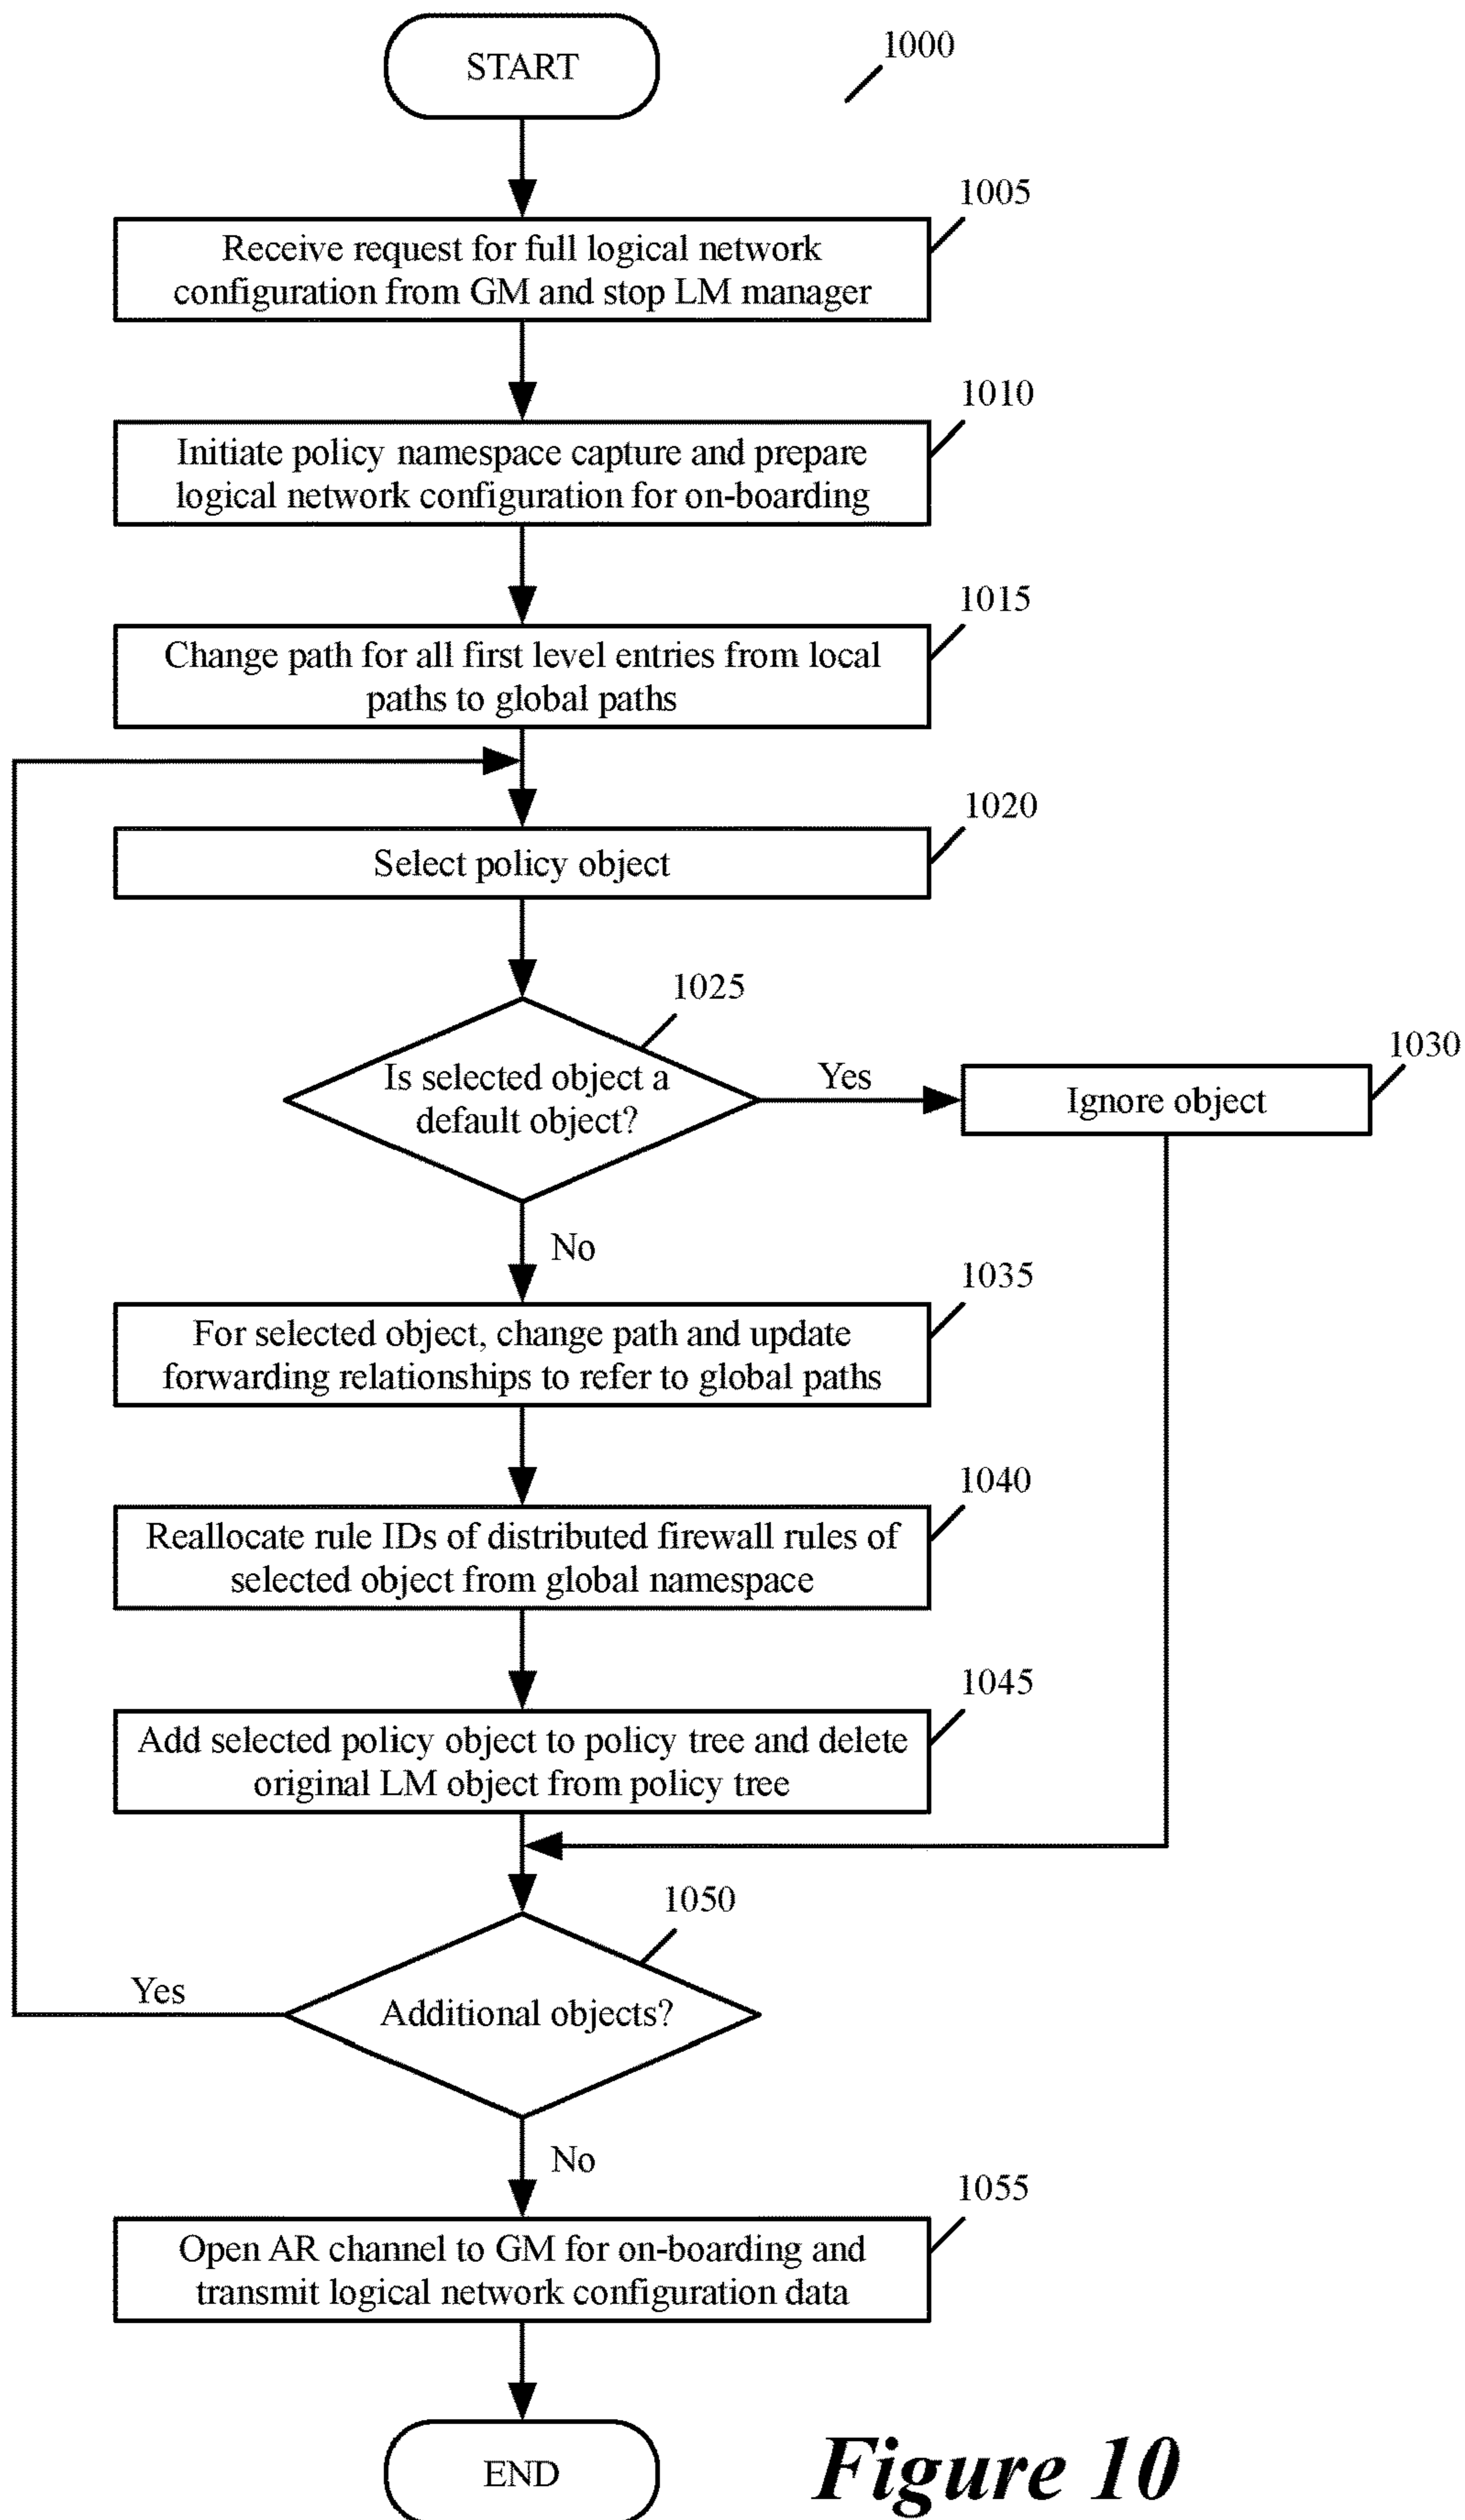 START
1000
1005
Receive request for full logical network
configuration from GM and stop LM manager
1010
Initiate policy namespace capture and prepare
logical network configuration for on-boarding
1015
Change path for all first level entries from local
paths to global paths
1020
Select policy object
1025
Is selected object a
default object?
Yes
1030
Ignore object
No
1035
For selected object, change path and update
forwarding relationships to refer to global paths
1040
Reallocate rule IDs of distributed firewall rules of
selected object from global namespace
1045
Add selected policy object to policy tree and delete
original LM object from policy tree
1050
Additional objects?
Yes
No
1055
Open AR channel to GM for on-boarding and
transmit logical network configuration data
END
Figure 10